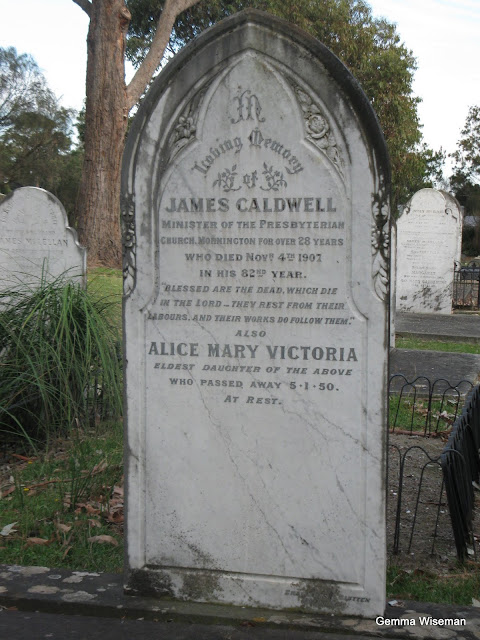 In
Loving Memory
of
JAMES CALDWELL
MINISTER OF THE PRESBYTERIAN
CHURCH, MORNINGTON FOR OVER 28 YEARS
WHO DIED NOVR. 4TH 1907
IN HIS 82ND YEAR.
"BLESSED ARE THE DEAD, WHICH DIE
IN THE LORD – THEY REST FROM THEIR
LABOURS, AND THEIR WORKS DO FOLLOW THEM."
ALSO
ALICE MARY VICTORIA
ELDEST DAUGHTER OF THE ABOVE
WHO PASSED AWAY 5·1·50.
AT REST.
Gemma Wiseman